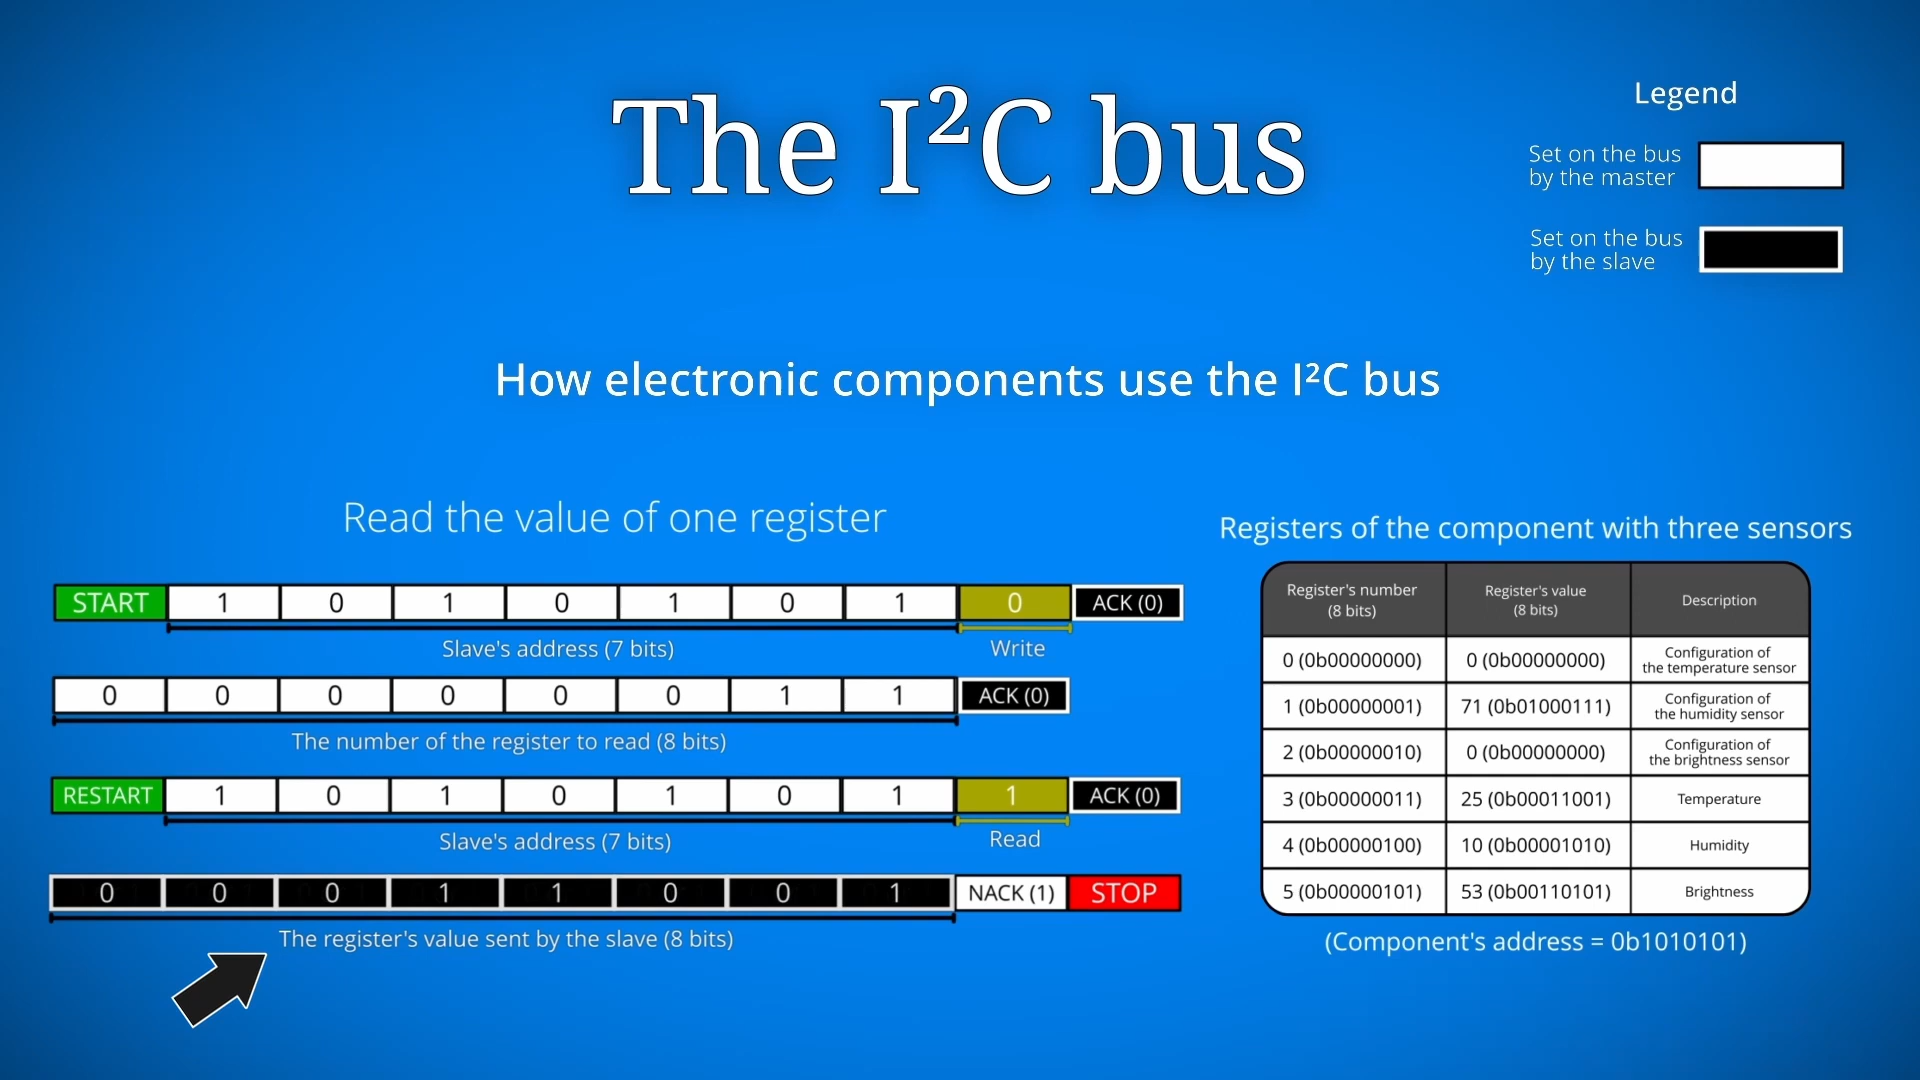 The I²C bus
Legend
Set on the bus
by the master
Set on the bus
by the slave
How electronic components use the I²C bus
Read the value of one register
START 1 0 1 0 1 0 1 0 ACK (0)
Slave's address (7 bits) Write
0 0 0 0 0 0 1 1 ACK (0)
The number of the register to read (8 bits)
RESTART 1 0 1 0 1 0 1 1 ACK (0)
Slave's address (7 bits) Read
0 0 0 1 1 0 0 1 NACK (1) STOP
The register's value sent by the slave (8 bits)
Registers of the component with three sensors
Register's number
(8 bits)
Register's value
(8 bits)
Description
0 (0b00000000) 0 (0b00000000) Configuration of
the temperature sensor
1 (0b00000001) 71 (0b01000111) Configuration of
the humidity sensor
2 (0b00000010) 0 (0b00000000) Configuration of
the brightness sensor
3 (0b00000011) 25 (0b00011001) Temperature
4 (0b00000100) 10 (0b00001010) Humidity
5 (0b00000101) 53 (0b00110101) Brightness
(Component's address = 0b1010101)